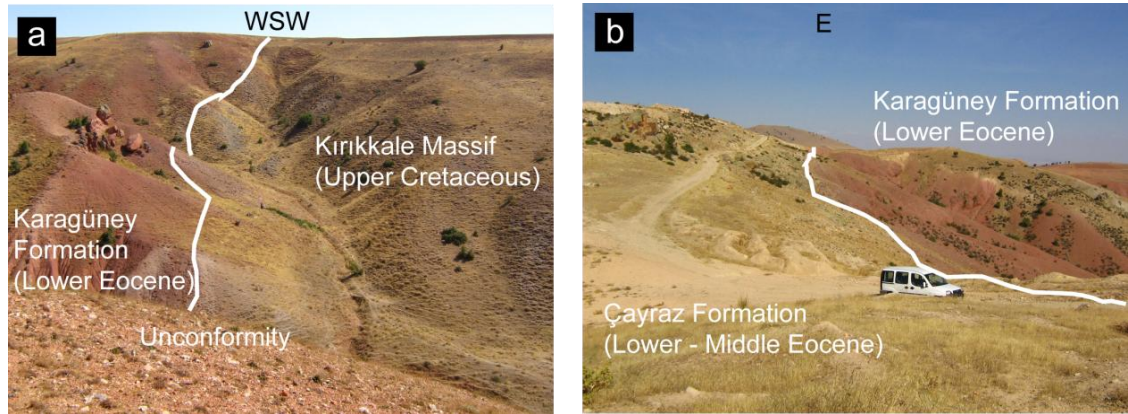 a
WSW
Kırıkkale Massif
(Upper Cretaceous)
Karagüney
Formation
(Lower Eocene)
Unconformity
b
E
Karagüney Formation
(Lower Eocene)
Çayraz Formation
(Lower - Middle Eocene)